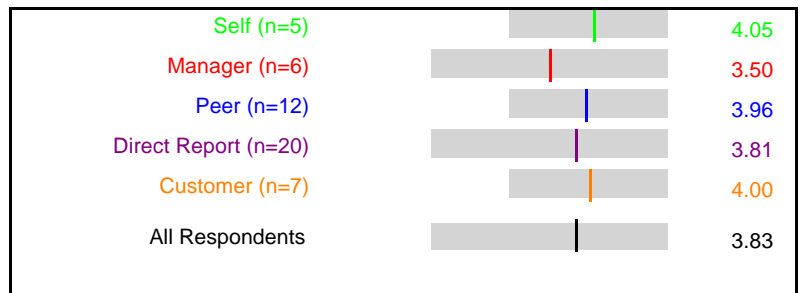 Self (n=5) 4.05
Manager (n=6) 3.50
Peer (n=12) 3.96
Direct Report (n=20) 3.81
Customer (n=7) 4.00
All Respondents 3.83